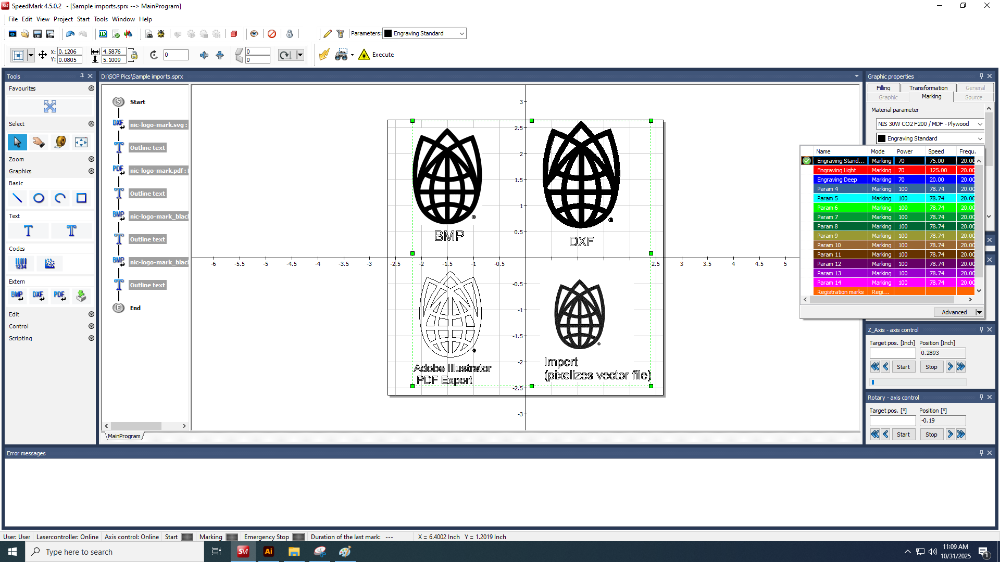 SpeedMark 4.5.0.2 - [Sample imports.sprx --> MainProgram]
File Edit View Project Start Tools Window Help
ID
Parameters: Engraving Standard
X: 0.1206
Y: 0.0805
4.5876
5.1009
0
0
0
Execute
Tools
Favourites
Select
Zoom
Graphics
Basic
Text
T T
Codes
1234
Extern
BMP DXF PDF
Edit
Control
Scripting
D:\SOP Pics\Sample imports.sprx
S Start
DXF nic-logo-mark.svg :
T Outline text
PDF nic-logo-mark.pdf :
T Outline text
BMP nic-logo-mark_blac
T Outline text
BMP nic-logo-mark_blac
T Outline text
E End
MainProgram
3
2.5
2
1.5
1
0.5
-6 -5.5 -5 -4.5 -4 -3.5 -3 -2.5 -2 -1.5 -1 -0.5 2.5 3 3.5 4 4.5 5
-0.5
-1
-1.5
-2
-2.5
-3
BMP
DXF
Adobe Illustrator
PDF Export
Import
(pixelizes vector file)
Graphic properties
Filling Transformation General
Graphic Marking Source
Material parameter
NIS 30W CO2 F200 / MDF - Plywood
Engraving Standard
Name Mode Power Speed Frequ.
Engraving Stand... Marking 70 75.00 20.00
Engraving Light Marking 70 125.00 20.00
Engraving Deep Marking 70 20.00 20.00
Param 4 Marking 100 78.74 20.00
Param 5 Marking 100 78.74 20.00
Param 6 Marking 100 78.74 20.00
Param 7 Marking 100 78.74 20.00
Param 8 Marking 100 78.74 20.00
Param 9 Marking 100 78.74 20.00
Param 10 Marking 100 78.74 20.00
Param 11 Marking 100 78.74 20.00
Param 12 Marking 100 78.74 20.00
Param 13 Marking 100 78.74 20.00
Param 14 Marking 100 78.74 20.00
Registration marks Regi...
Advanced
Z_Axis - axis control
Target pos. [Inch] Position [Inch]
0.2893
Start Stop
Rotary - axis control
Target pos. [°] Position [°]
-0.19
Start Stop
Error messages
User: User Lasercontroller: Online Axis control: Online Start Marking Emergency Stop Duration of the last mark: --- X = 6.4002 Inch Y = 1.2019 Inch
Type here to search
SM Ai
11:09 AM
10/31/2025
1